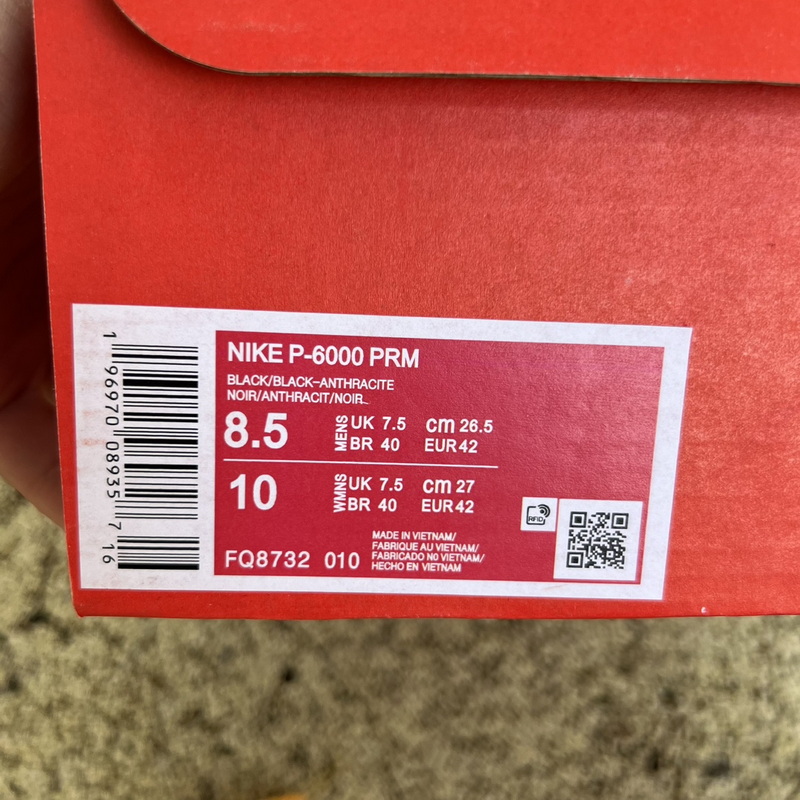 NIKE P-6000 PRM
BLACK/BLACK-ANTHRACITE
NOIR/ANTHRACIT/NOIR..
8.5 MENS UK 7.5 cm 26.5
BR 40 EUR 42
10 WMNS UK 7.5 cm 27
BR 40 EUR 42
FQ8732 010
MADE IN VIETNAM/
FABRIQUE AU VIETNAM/
FABRICADO N0 VIETNAM/
HECHO EN VIETNAM
RFID
1 96970 08935 7 16